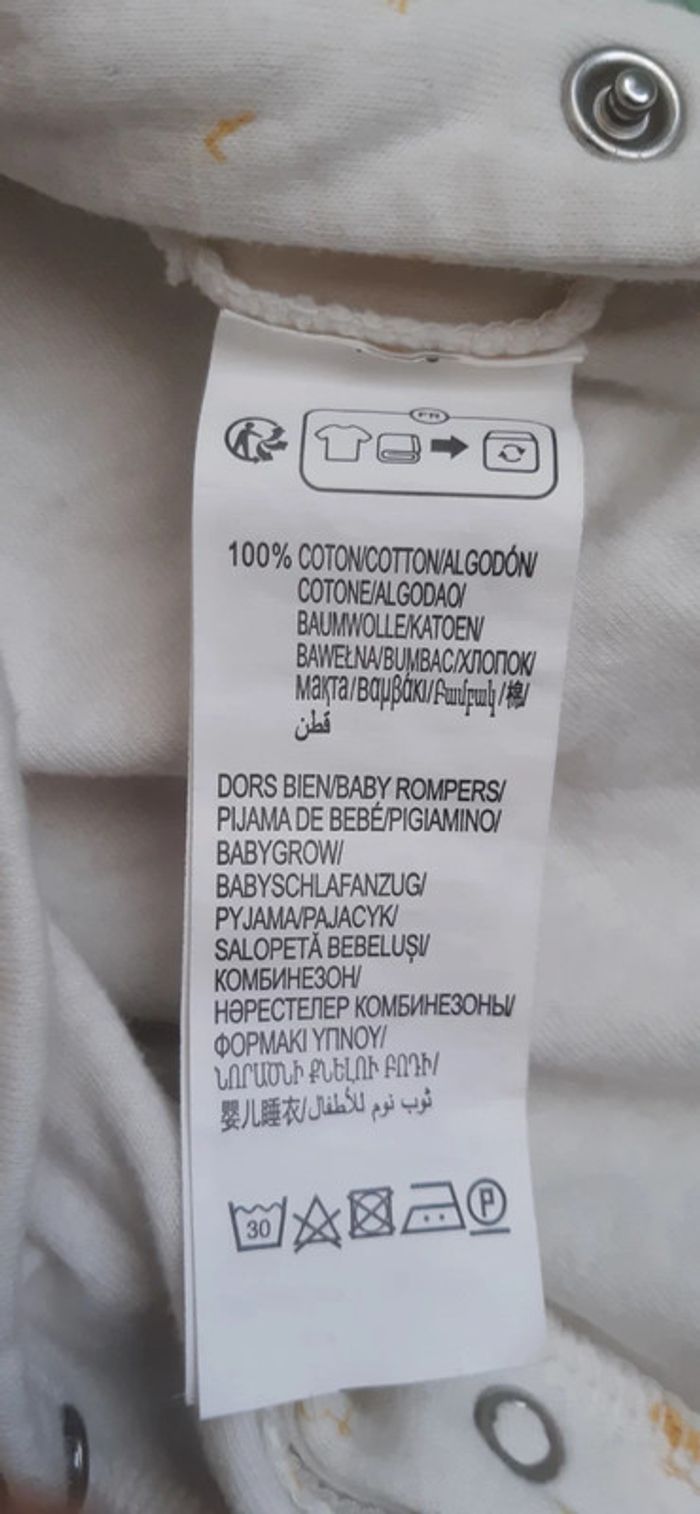 FR
100% COTON/COTTON/ALGODÓN/
COTONE/ALGODAO/
BAUMWOLLE/KATOEN/
BAWEŁNA/BUMBAC/ХЛОПОК/
Мақта/Βαμβάκι/Բամբակ/棉/
قطن
DORS BIEN/BABY ROMPERS/
PIJAMA DE BEBÉ/PIGIAMINO/
BABYGROW/
BABYSCHLAFANZUG/
PYJAMA/PAJACYK/
SALOPETĂ BEBELUȘI/
КОМБИНЕЗОН/
НӘРЕСТЕЛЕР КОМБИНЕЗОНЫ/
ΦΟΡΜΑΚΙ ΥΠΝΟΥ/
ՆՈՐԱԾՆԻ ՔՆԵԼՈՒ ԲՈԴԻ/
婴儿睡衣/ثوب نوم للأطفال
30 P